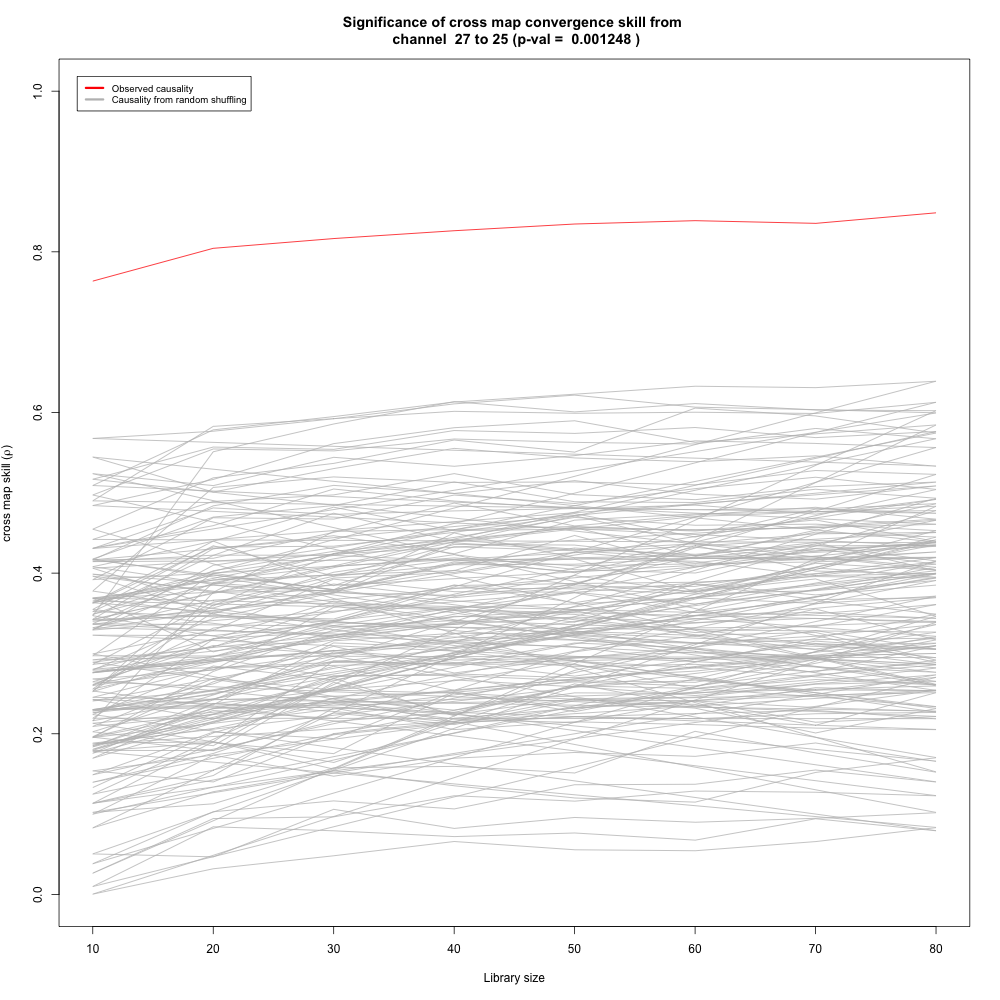 Significance of cross map convergence skill from
channel  27 to 25 (p-val =  0.001248 )
Observed causality
Causality from random shuffling
1.0
0.8
0.6
0.4
0.2
0.0
cross map skill (ρ)
10 20 30 40 50 60 70 80
Library size